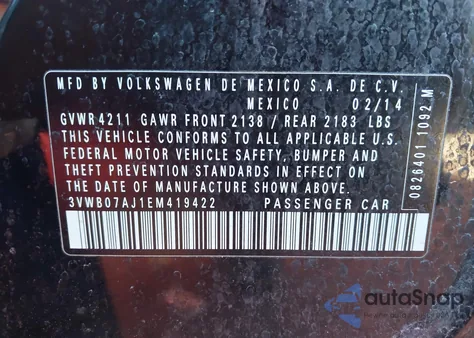 MFD BY VOLKSWAGEN DE MEXICO S.A. DE C.V.
MEXICO 02/14
GVWR 4211 GAWR FRONT 2138 / REAR 2183 LBS
THIS VEHICLE CONFORMS TO ALL APPLICABLE U.S.
FEDERAL MOTOR VEHICLE SAFETY, BUMPER AND
THEFT PREVENTION STANDARDS IN EFFECT ON
THE DATE OF MANUFACTURE SHOWN ABOVE.
3VWB07AJ1EM419422 PASSENGER CAR
0826401 1092 M
autoSnap